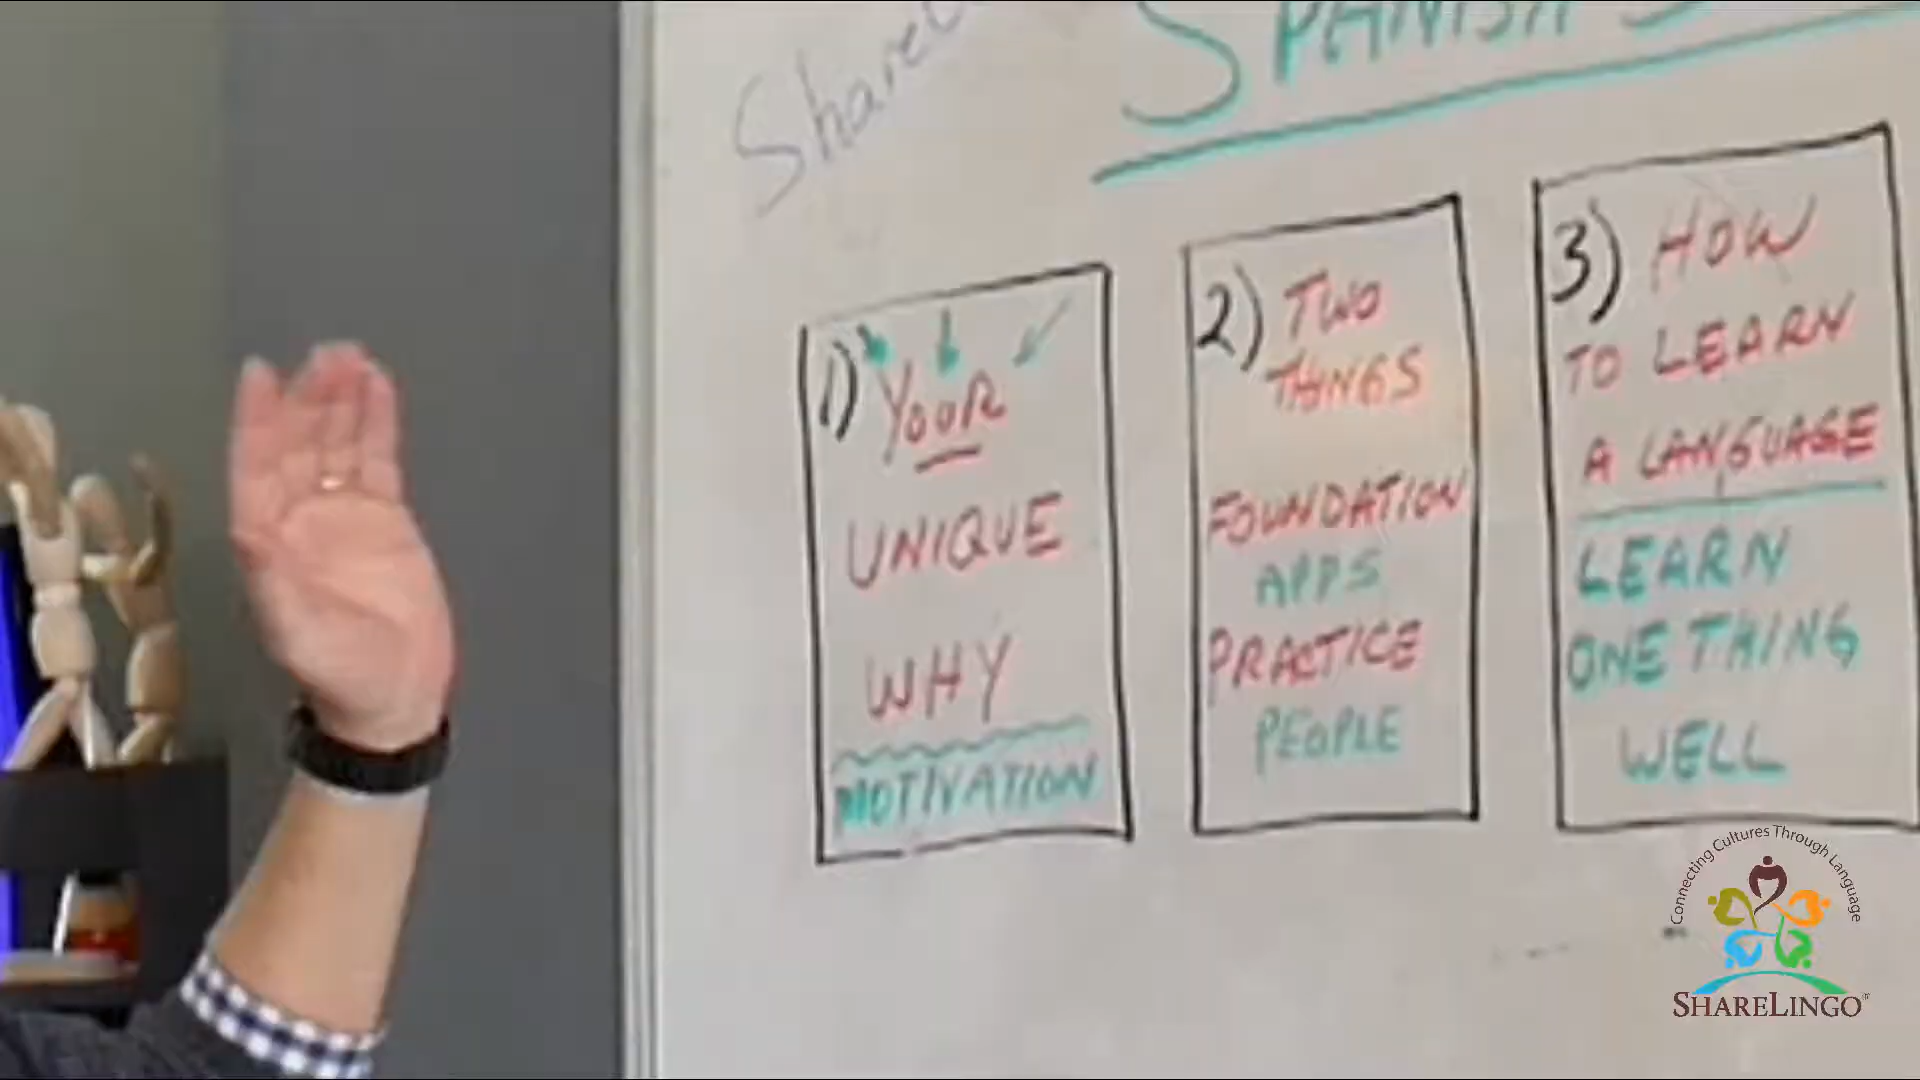 SPANISH
1) YOUR
UNIQUE
WHY
MOTIVATION
2) TWO
THINGS
FOUNDATION
APPS
PRACTICE
PEOPLE
3) HOW
TO LEARN
A LANGUAGE
LEARN
ONE THING
WELL
Connecting Cultures Through Language
SHARELINGO